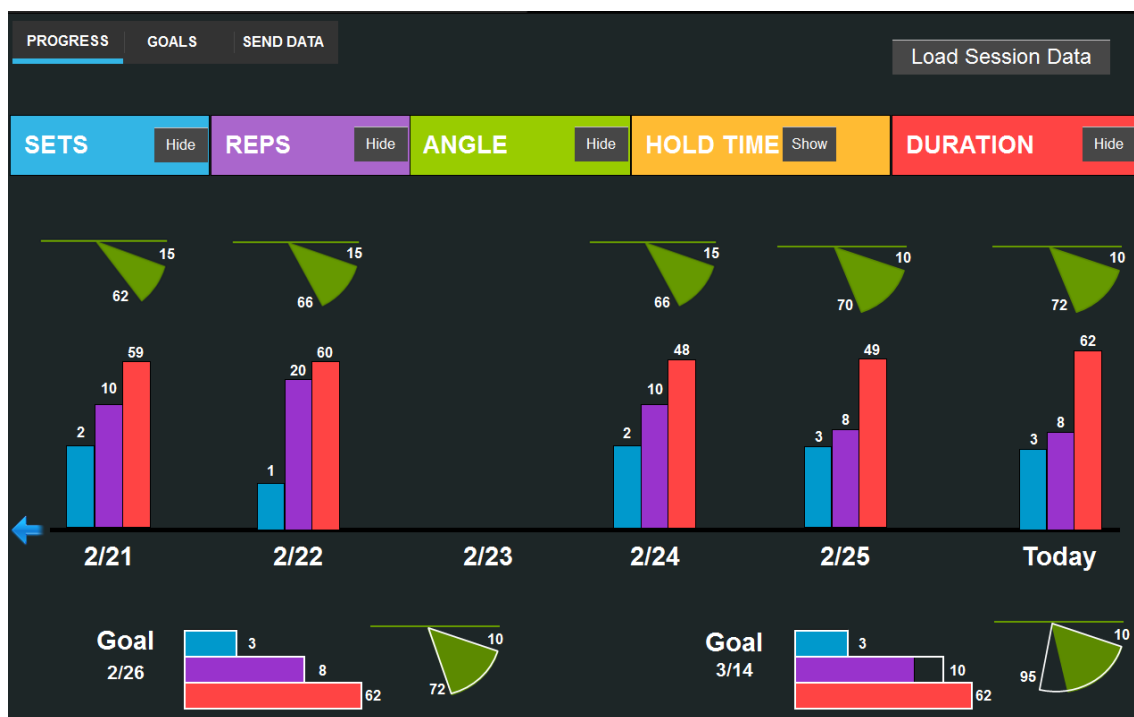 PROGRESS GOALS SEND DATA
Load Session Data
SETS Hide REPS Hide ANGLE Hide HOLD TIME Show DURATION Hide
15 62
15 66
15 66
10 70
10 72
2 10 59
1 20 60
2 10 48
3 8 49
3 8 62
2/21 2/22 2/23 2/24 2/25 Today
Goal
2/26
3
8
62
10
72
Goal
3/14
3
10
62
10
95